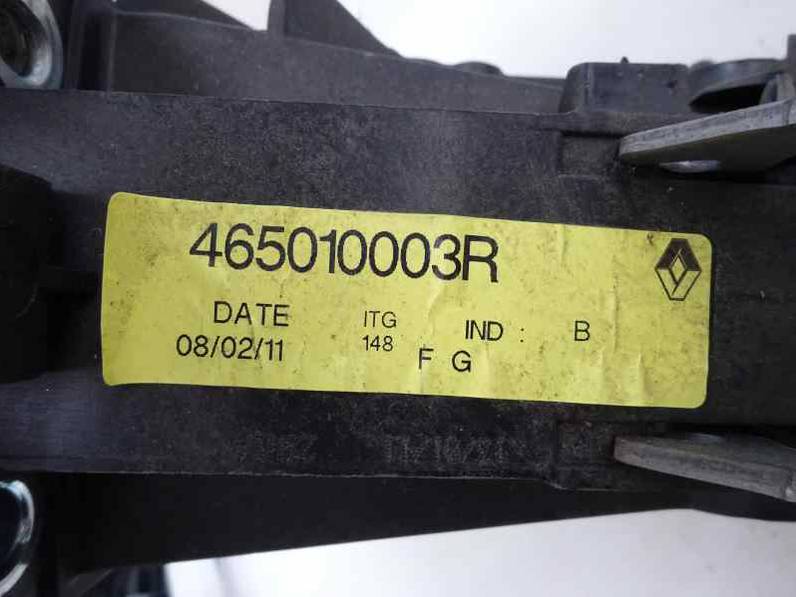 465010003R
DATE ITG IND : B
08/02/11 148 F G